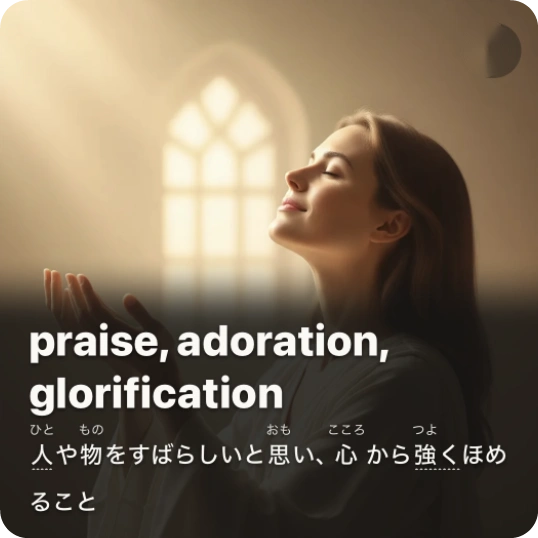 praise, adoration,
glorification
ひと もの おも こころ つよ
人や物をすばらしいと思い、心から強くほめ
ること